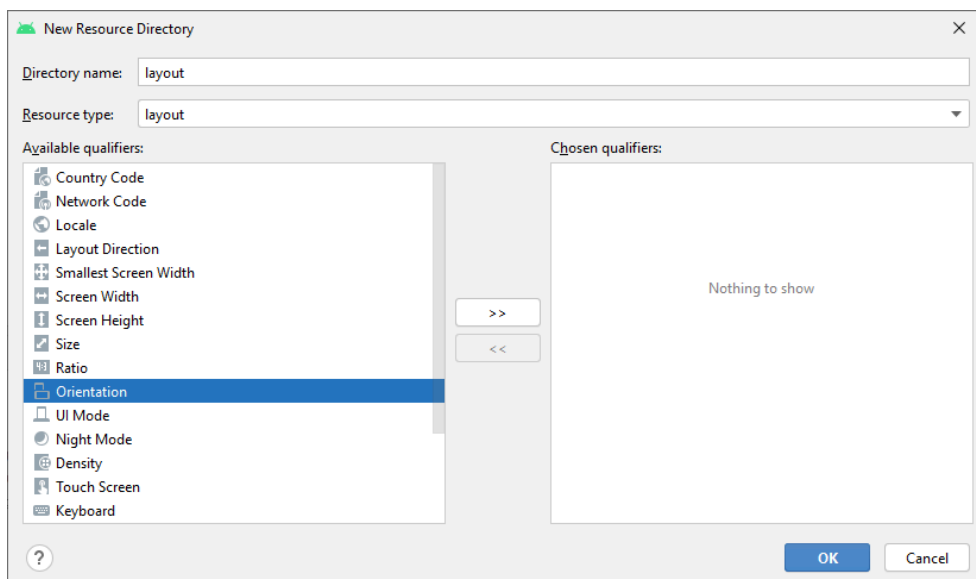 New Resource Directory
Directory name: layout
Resource type: layout
Available qualifiers:
Country Code
Network Code
Locale
Layout Direction
Smallest Screen Width
Screen Width
Screen Height
Size
Ratio
Orientation
UI Mode
Night Mode
Density
Touch Screen
Keyboard
>>
<<
Chosen qualifiers:
Nothing to show
?
OK
Cancel